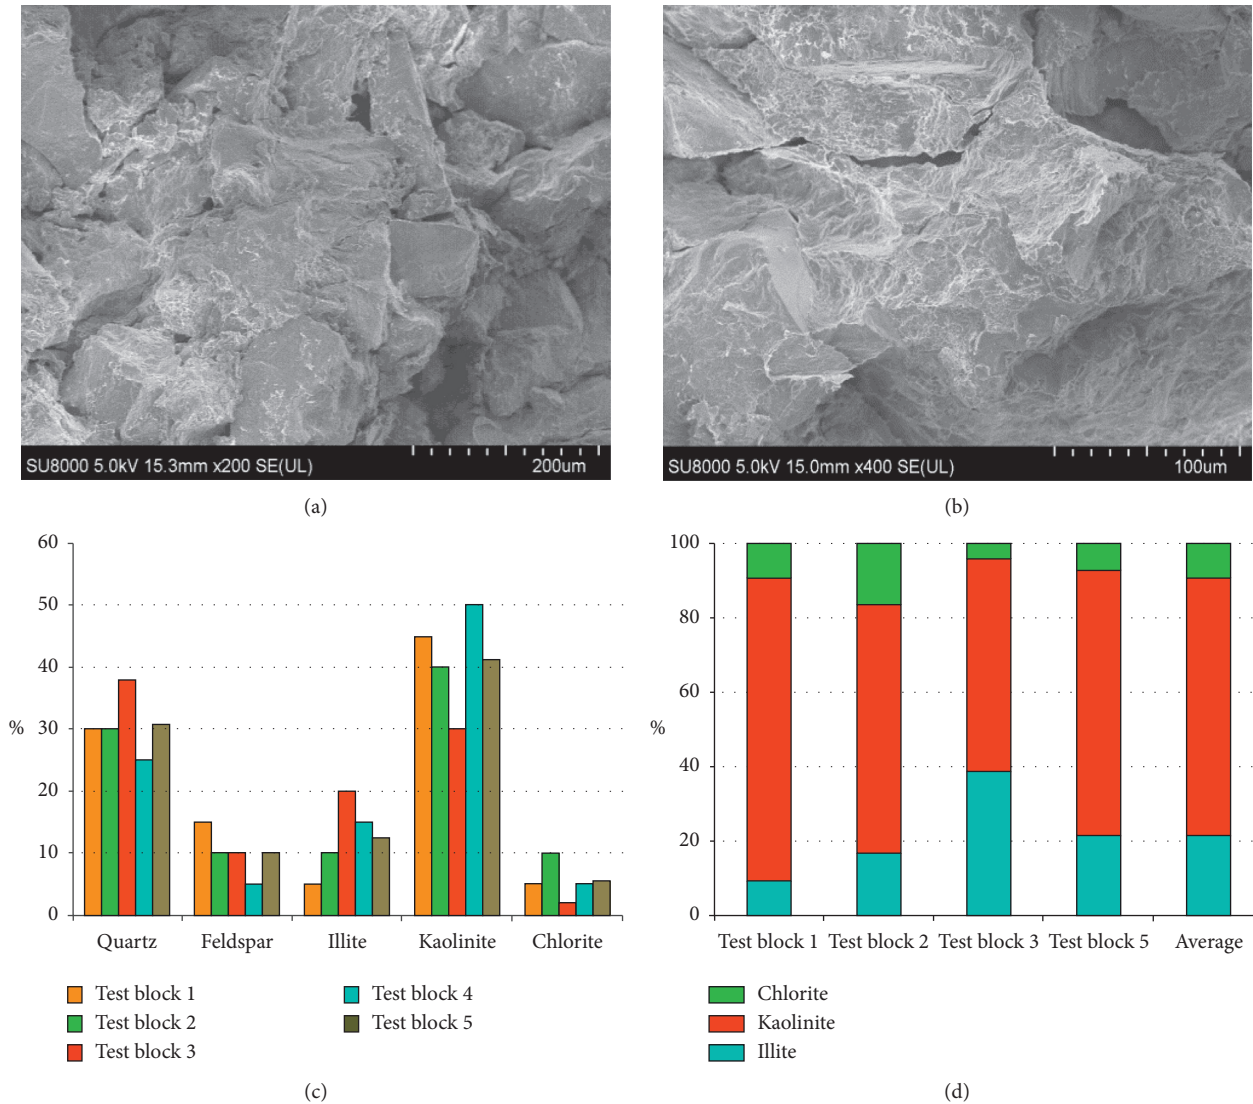 SU8000 5.0kV 15.3mm x200 SE(UL) 200um
SU8000 5.0kV 15.0mm x400 SE(UL) 100um
(a)
(b)
60
50
40
%
30
20
10
0
Quartz
Feldspar
Illite
Kaolinite
Chlorite
Test block 1
Test block 2
Test block 3
Test block 4
Test block 5
(c)
100
80
60
%
40
20
0
Test block 1
Test block 2
Test block 3
Test block 5
Average
Chlorite
Kaolinite
Illite
(d)